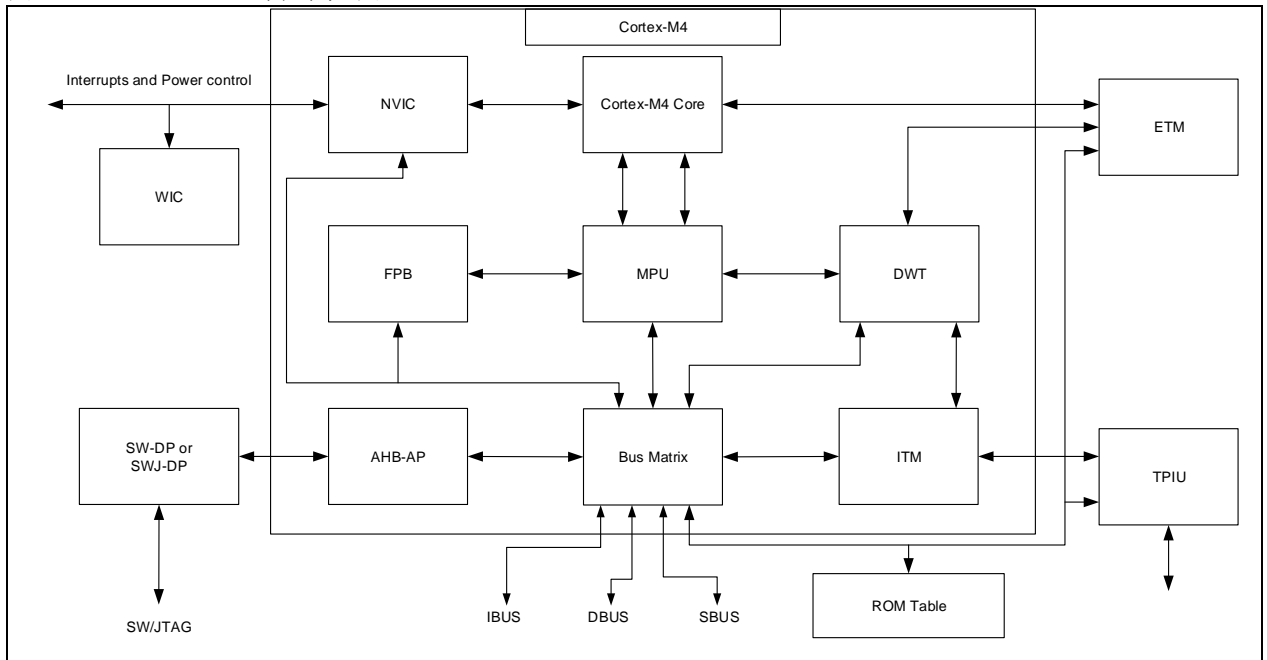 Cortex-M4
Interrupts and Power control
NVIC
Cortex-M4 Core
ETM
WIC
FPB
MPU
DWT
SW-DP or
SWJ-DP
AHB-AP
Bus Matrix
ITM
TPIU
IBUS
DBUS
SBUS
ROM Table
SW/JTAG